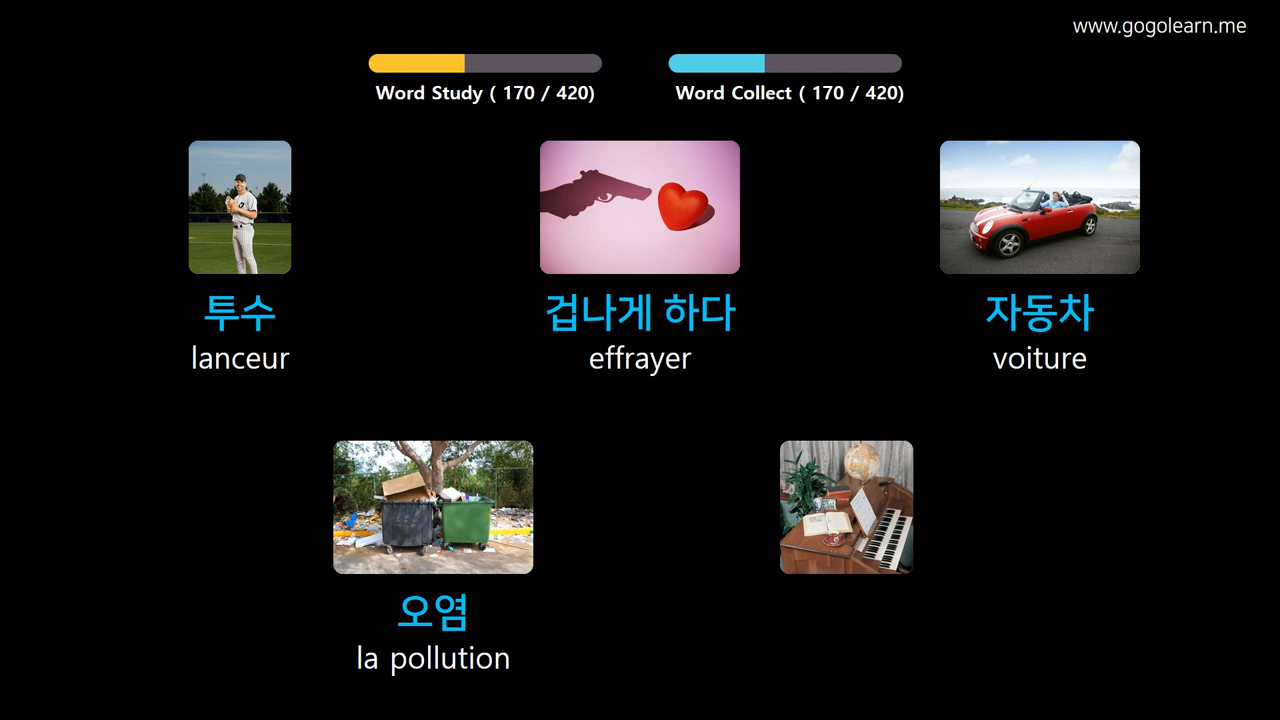 www.gogolearn.me
Word Study ( 170 / 420)
Word Collect ( 170 / 420)
투수
lanceur
겁나게 하다
effrayer
자동차
voiture
오염
la pollution